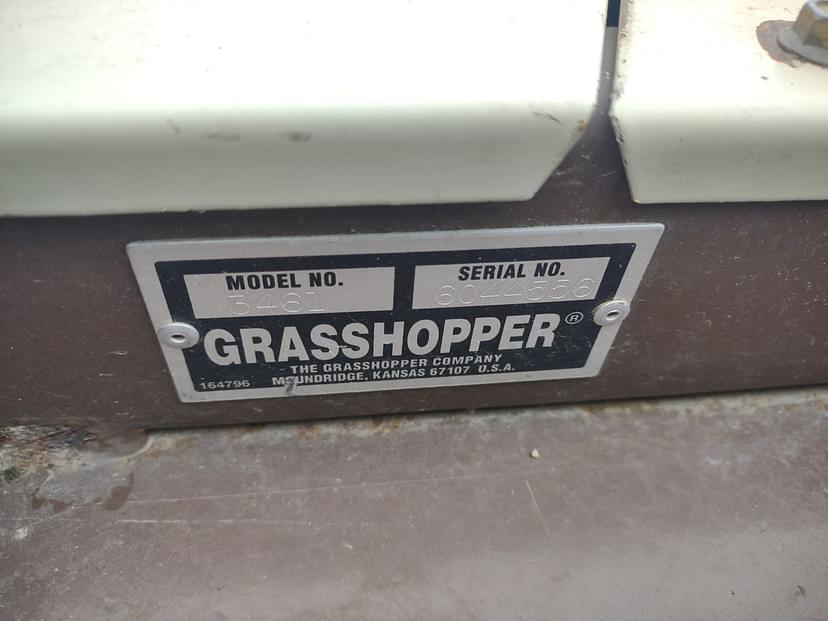 MODEL NO. SERIAL NO.
3461 6044556
GRASSHOPPER®
THE GRASSHOPPER COMPANY
164796 MOUNDRIDGE, KANSAS 67107 U.S.A.